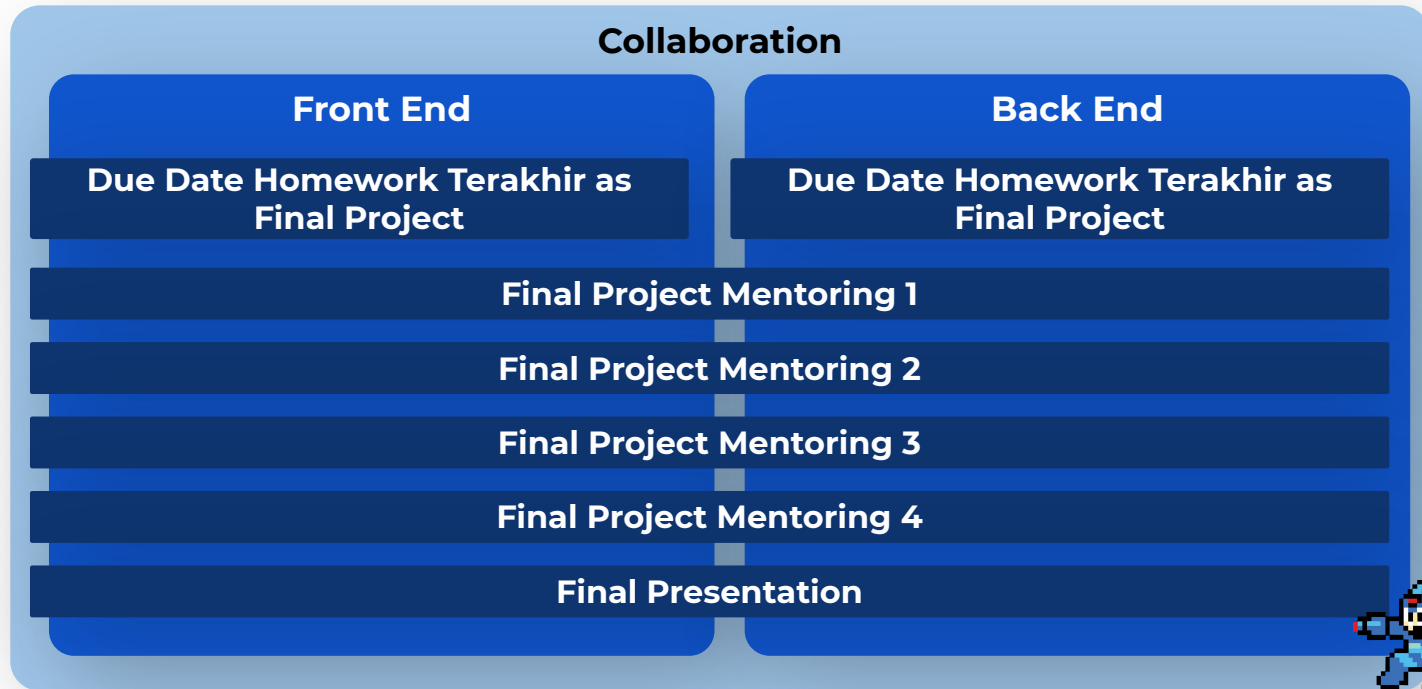 Collaboration
Front End
Due Date Homework Terakhir as
Final Project
Back End
Due Date Homework Terakhir as
Final Project
Final Project Mentoring 1
Final Project Mentoring 2
Final Project Mentoring 3
Final Project Mentoring 4
Final Presentation